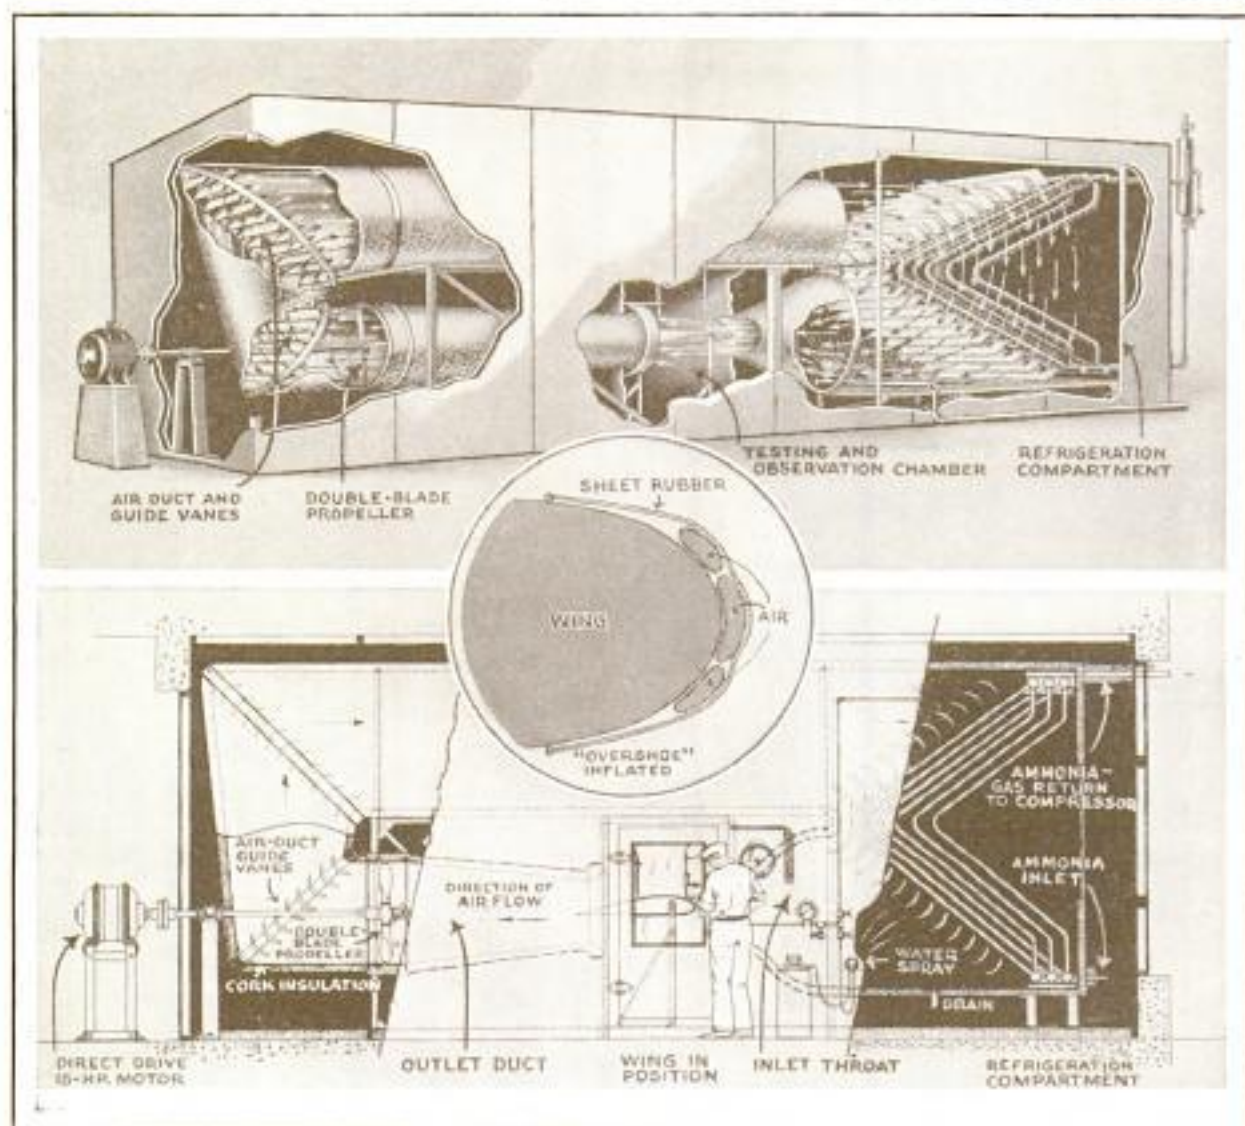 TESTING AND
OBSERVATION CHAMBER
REFRIGERATION
COMPARTMENT
AIR DUCT AND
GUIDE VANES
DOUBLE-BLADE
PROPELLER
SHEET RUBBER
WING
AIR
"OVERSHOE"
INFLATED
AMMONIA-
GAS RETURN
TO COMPRESSOR
AIR-DUCT
GUIDE
VANES
AMMONIA
INLET
DIRECTION OF
AIR FLOW
DOUBLE-
BLADE
PROPELLER
WATER
SPRAY
CORK INSULATION
DRAIN
DIRECT DRIVE
15-HP. MOTOR
OUTLET DUCT
WING IN
POSITION
INLET THROAT
REFRIGERATION
COMPARTMENT